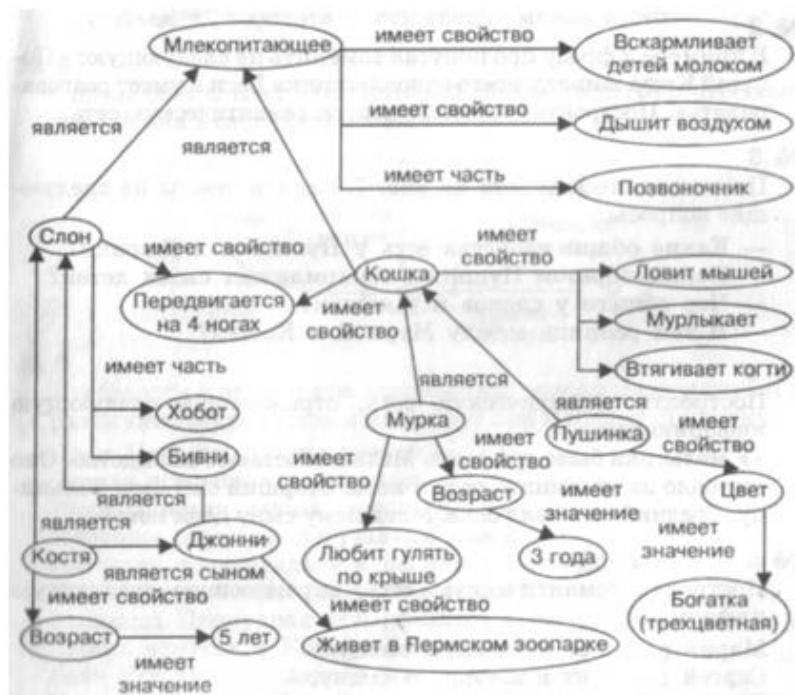 Млекопитающее
имеет свойство
Вскармливает
детей молоком
является
имеет свойство
Дышит воздухом
является
имеет часть
Позвоночник
Слон
имеет свойство
имеет свойство
Кошка
Ловит мышей
Передвигается
на 4 ногах
имеет
свойство
Мурлыкает
имеет часть
является
Втягивает когти
Хобот
Мурка
является
Пушинка
имеет
свойство
Бивни
имеет
свойство
имеет
свойство
Возраст
Цвет
является
является
имеет
значение
имеет
значение
Костя
Джонни
Любит гулять
по крыше
3 года
является сыном
имеет свойство
имеет свойство
Богатка
(трехцветная)
Возраст
5 лет
Живет в Пермском зоопарке
имеет
значение